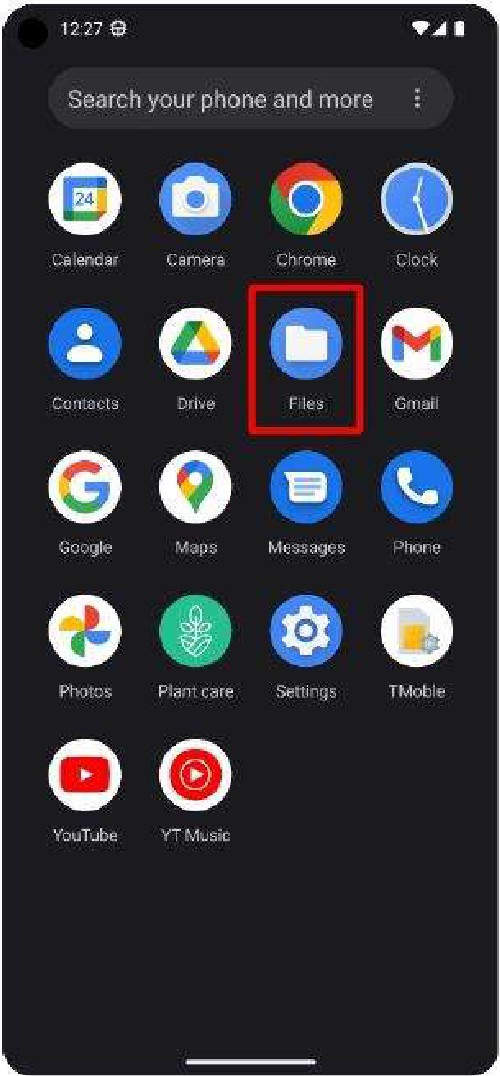 12:27
Search your phone and more
24
Calendar Camera Chrome Clock
Contacts Drive Files Gmail
Google Maps Messages Phone
Photos Plant care Settings TMoble
YouTube YT Music